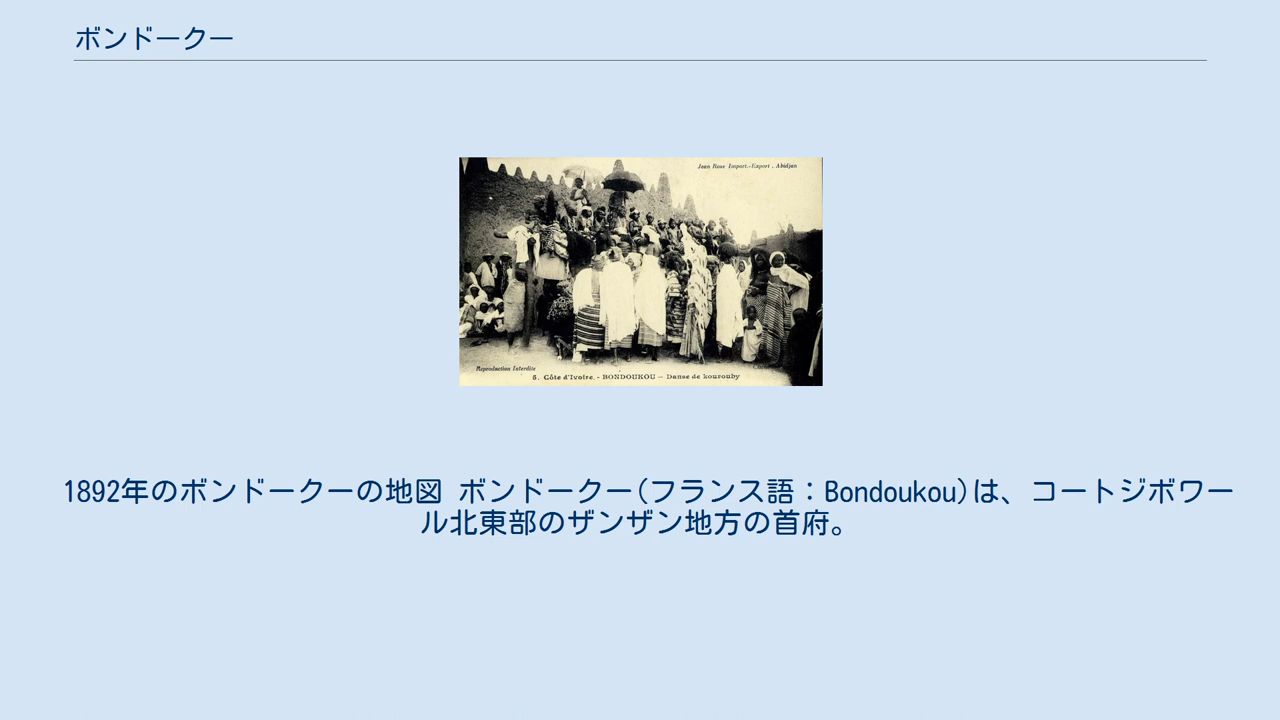 ボンドークー
Jean Rose Import.-Export . Abidjan
Reproduction Interdite
5. Côte d'Ivoire. - BONDOUKOU – Danse de kourouby
1892年のボンドークーの地図 ボンドークー(フランス語：Bondoukou)は、コートジボワー
ル北東部のザンザン地方の首府。